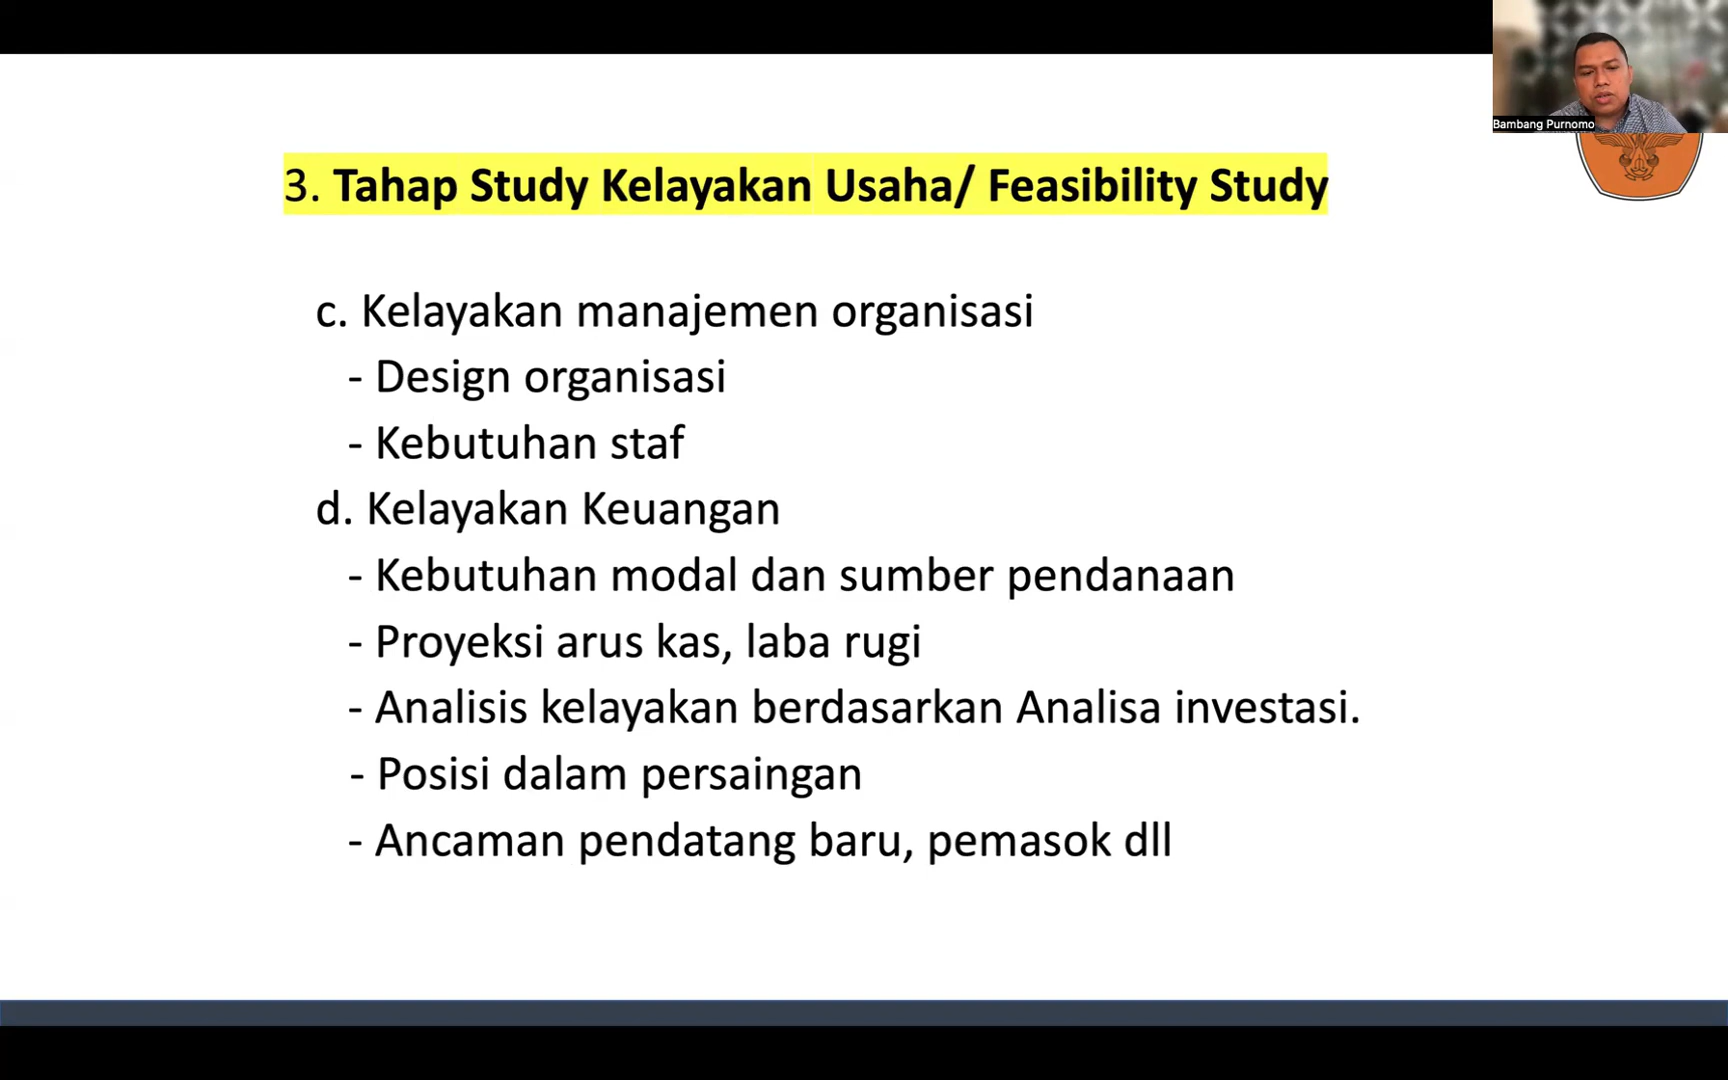 Bambang Purnomo
3. Tahap Study Kelayakan Usaha/ Feasibility Study
c. Kelayakan manajemen organisasi
- Design organisasi
- Kebutuhan staf
d. Kelayakan Keuangan
- Kebutuhan modal dan sumber pendanaan
- Proyeksi arus kas, laba rugi
- Analisis kelayakan berdasarkan Analisa investasi.
- Posisi dalam persaingan
- Ancaman pendatang baru, pemasok dll